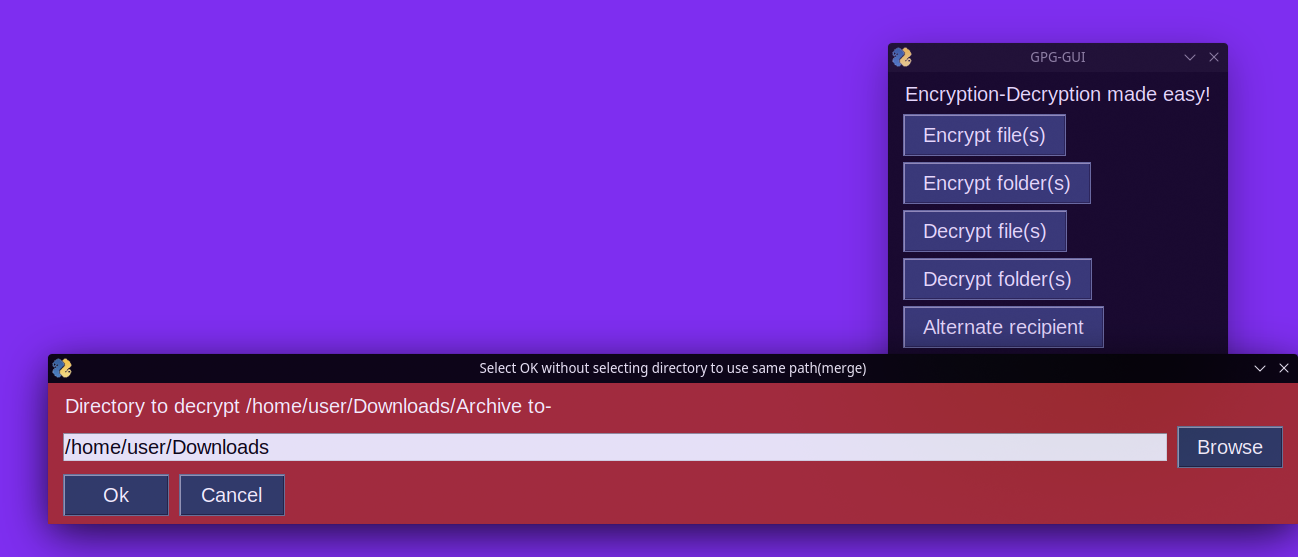 GPG-GUI
Encryption-Decryption made easy!
Encrypt file(s)
Encrypt folder(s)
Decrypt file(s)
Decrypt folder(s)
Alternate recipient
Select OK without selecting directory to use same path(merge)
Directory to decrypt /home/user/Downloads/Archive to-
/home/user/Downloads Browse
Ok Cancel